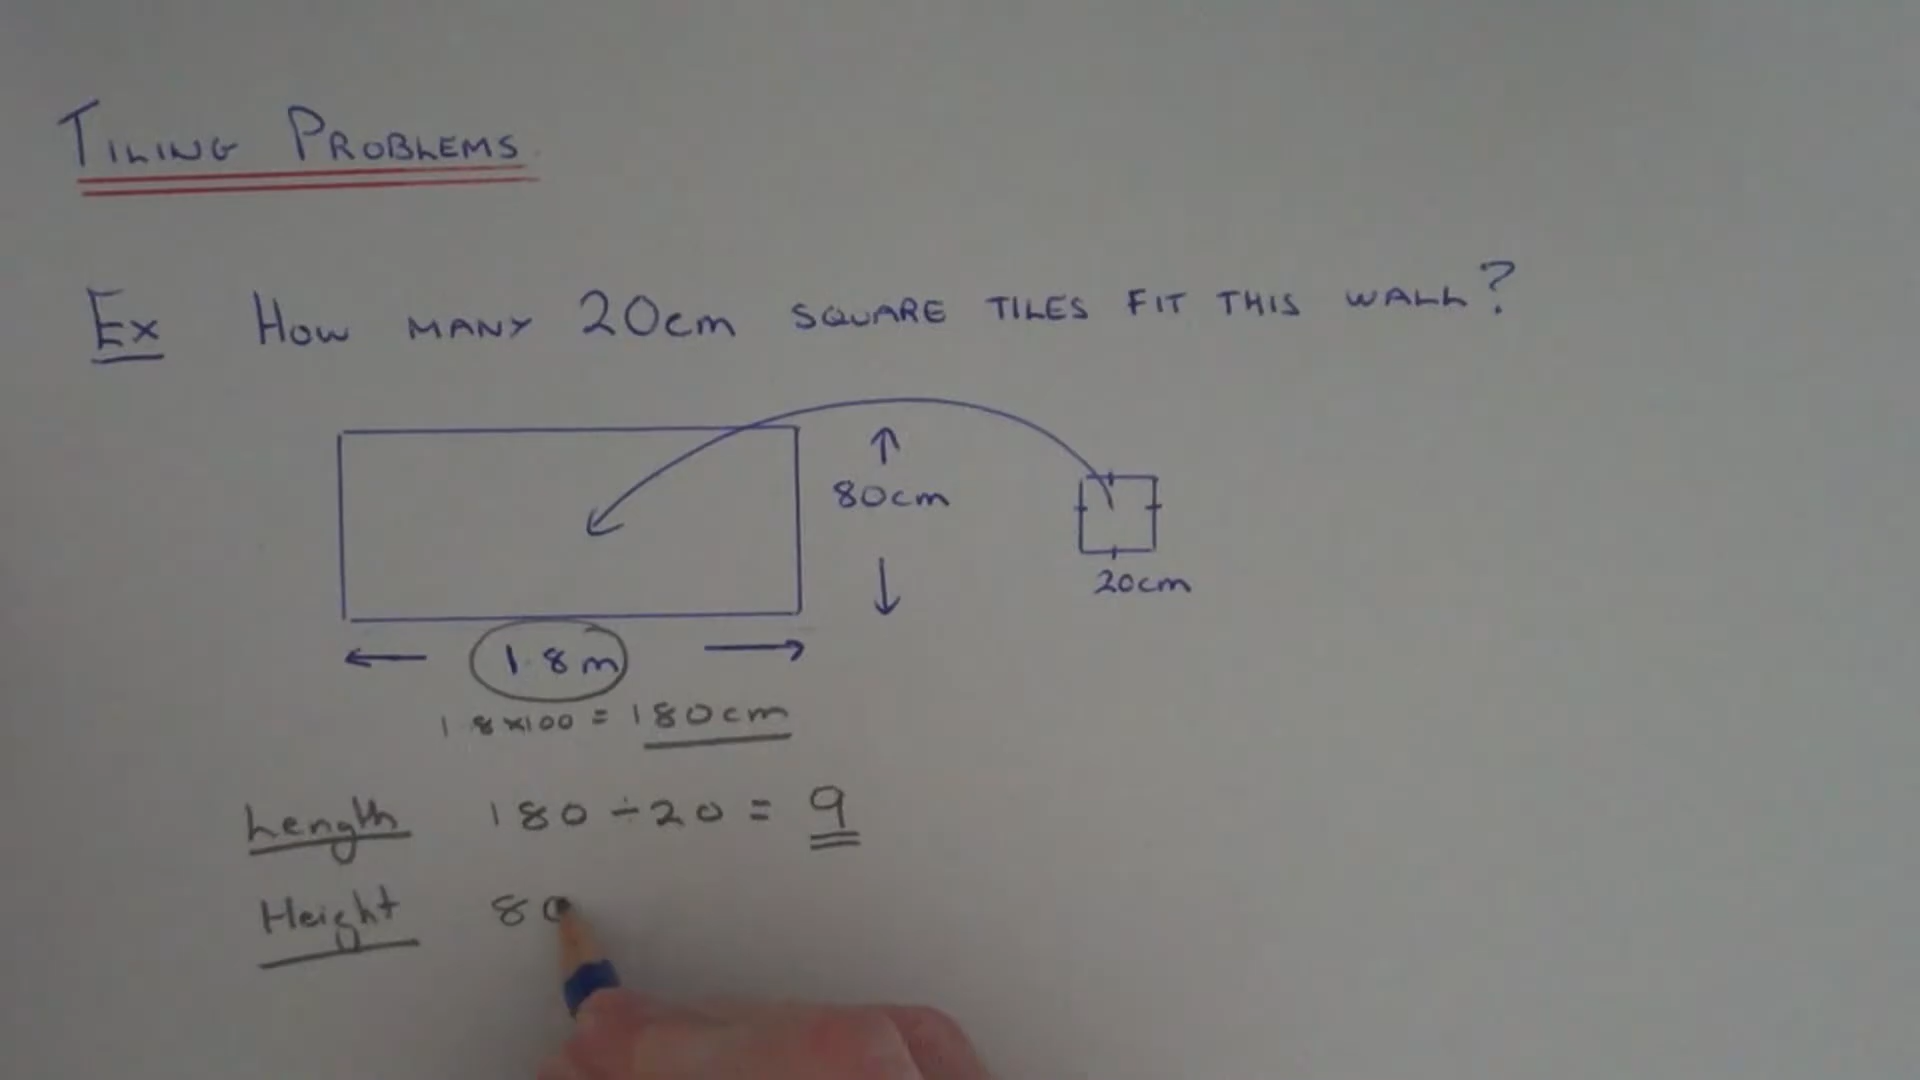 TILING PROBLEMS
Ex HOW MANY 20cm SQUARE TILES FIT THIS WALL?
80cm
20cm
1.8m
1.8×100 = 180cm
Length 180÷20 = 9
Height 80